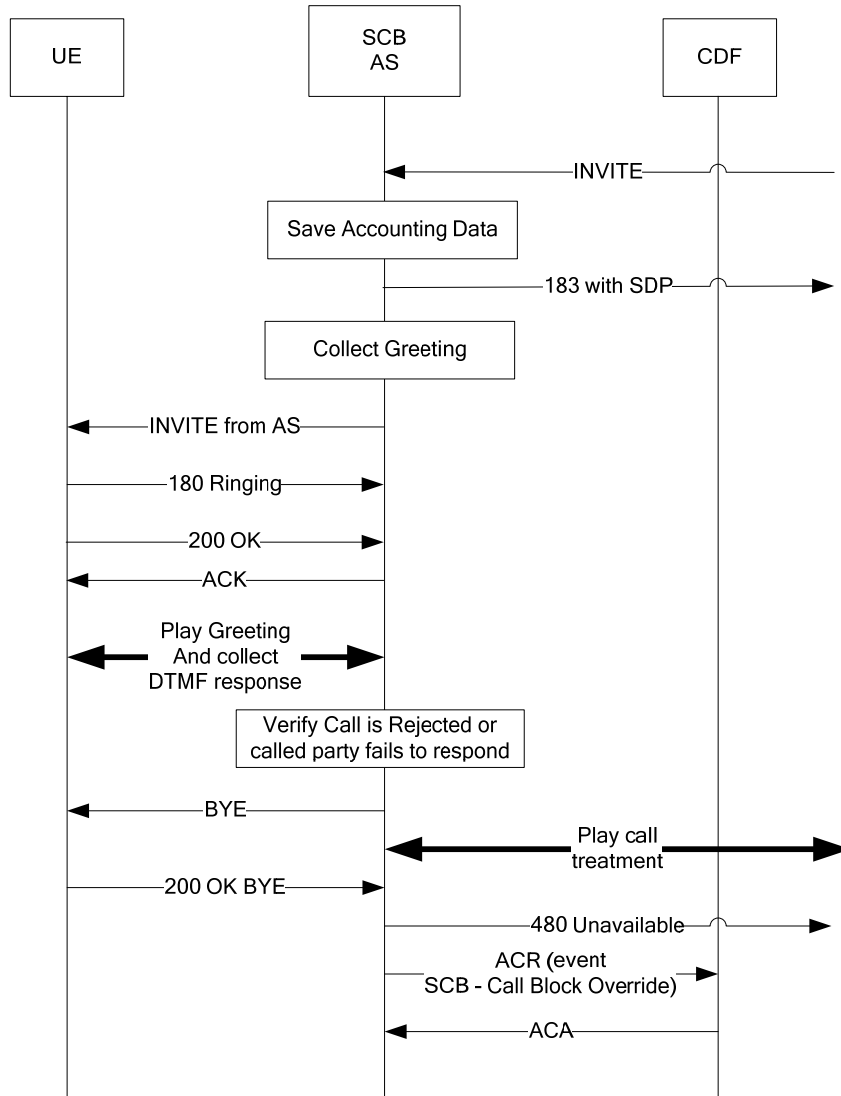 UE
SCB
AS
CDF
INVITE
Save Accounting Data
183 with SDP
Collect Greeting
INVITE from AS
180 Ringing
200 OK
ACK
Play Greeting
And collect
DTMF response
Verify Call is Rejected or
called party fails to respond
BYE
Play call
treatment
200 OK BYE
480 Unavailable
ACR (event
SCB - Call Block Override)
ACA